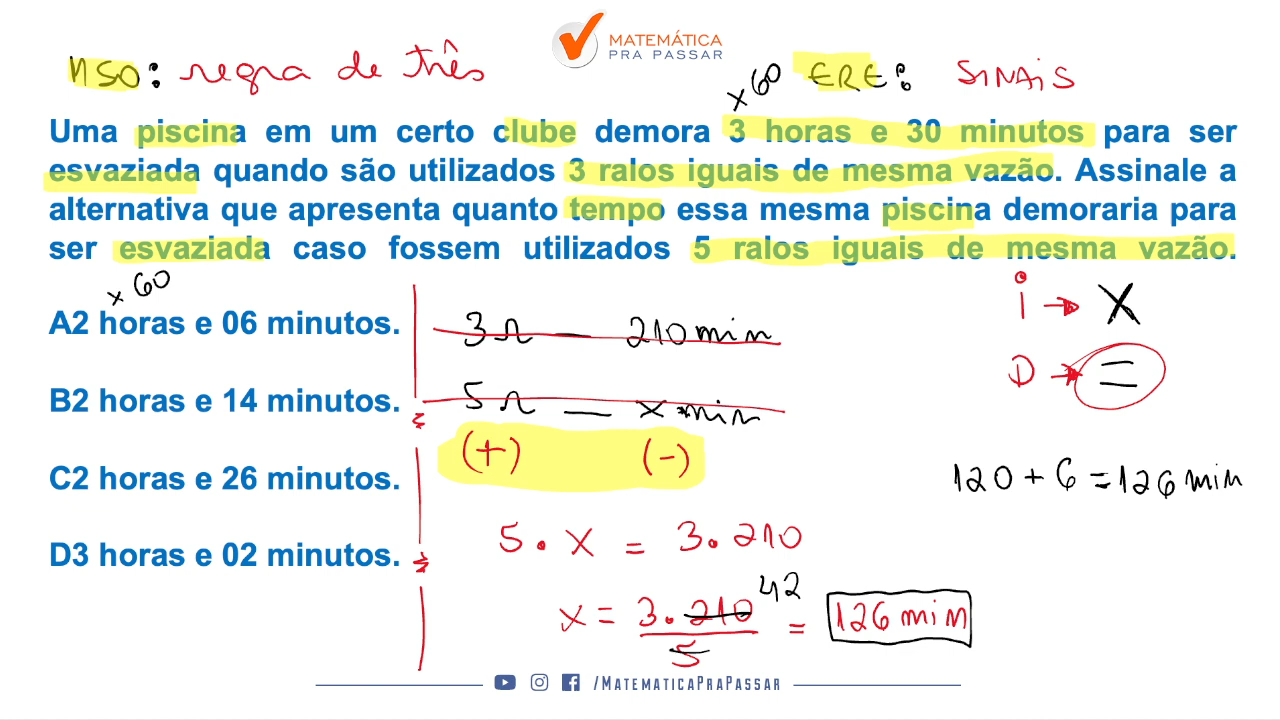 MATEMÁTICA
PRA PASSAR
MSO: regra de três
x 60
ERE: SINAIS
Uma piscina em um certo clube demora 3 horas e 30 minutos para ser
esvaziada quando são utilizados 3 ralos iguais de mesma vazão. Assinale a
alternativa que apresenta quanto tempo essa mesma piscina demoraria para
ser esvaziada caso fossem utilizados 5 ralos iguais de mesma vazão.
x 60
A2 horas e 06 minutos.
B2 horas e 14 minutos.
C2 horas e 26 minutos.
D3 horas e 02 minutos.
3r — 210 min
5r — x min
(+) (-)
i → X
D → =
120 + 6 = 126 min
5 . x = 3.210
x = 3.210 / 5 = 126 min
42
/MatematicaPraPassar